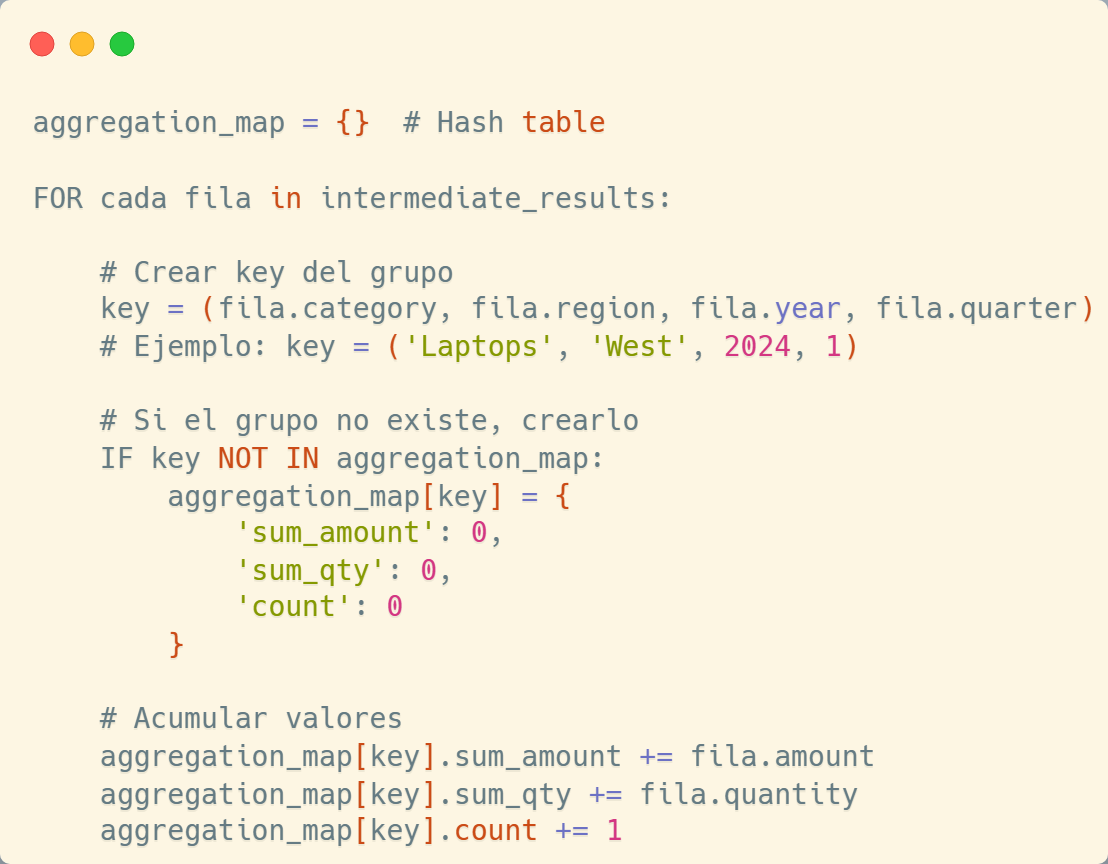 aggregation_map = {}  # Hash table
FOR cada fila in intermediate_results:
    # Crear key del grupo
    key = (fila.category, fila.region, fila.year, fila.quarter)
    # Ejemplo: key = ('Laptops', 'West', 2024, 1)
    # Si el grupo no existe, crearlo
    IF key NOT IN aggregation_map:
        aggregation_map[key] = {
            'sum_amount': 0,
            'sum_qty': 0,
            'count': 0
        }
    # Acumular valores
    aggregation_map[key].sum_amount += fila.amount
    aggregation_map[key].sum_qty += fila.quantity
    aggregation_map[key].count += 1